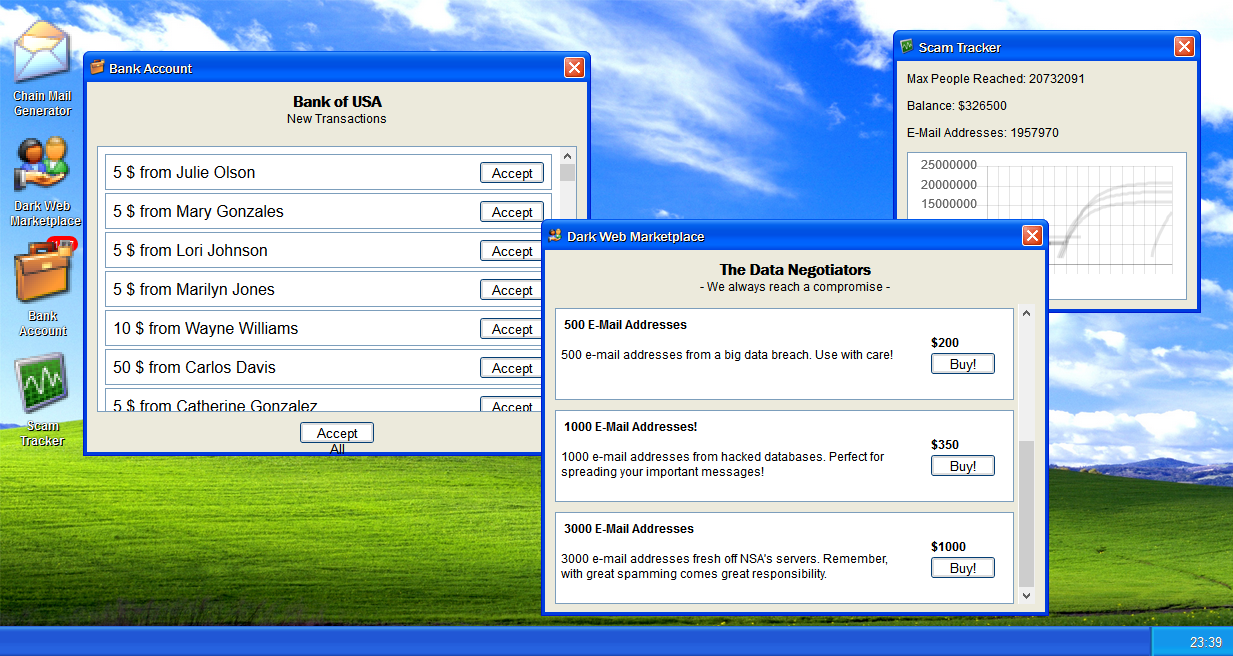 Chain Mail
Generator
Dark Web
Marketplace
Bank
Account
Scam
Tracker
Bank Account
Bank of USA
New Transactions
5 $ from Julie Olson
Accept
5 $ from Mary Gonzales
Accept
5 $ from Lori Johnson
Accept
5 $ from Marilyn Jones
Accept
10 $ from Wayne Williams
Accept
50 $ from Carlos Davis
Accept
5 $ from Catherine Gonzalez
Accept
Accept
All
Scam Tracker
Max People Reached: 20732091
Balance: $326500
E-Mail Addresses: 1957970
25000000
20000000
15000000
Dark Web Marketplace
The Data Negotiators
- We always reach a compromise -
500 E-Mail Addresses
$200
500 e-mail addresses from a big data breach. Use with care!
Buy!
1000 E-Mail Addresses!
$350
1000 e-mail addresses from hacked databases. Perfect for
spreading your important messages!
Buy!
3000 E-Mail Addresses
$1000
3000 e-mail addresses fresh off NSA's servers. Remember,
with great spamming comes great responsibility.
Buy!
23:39